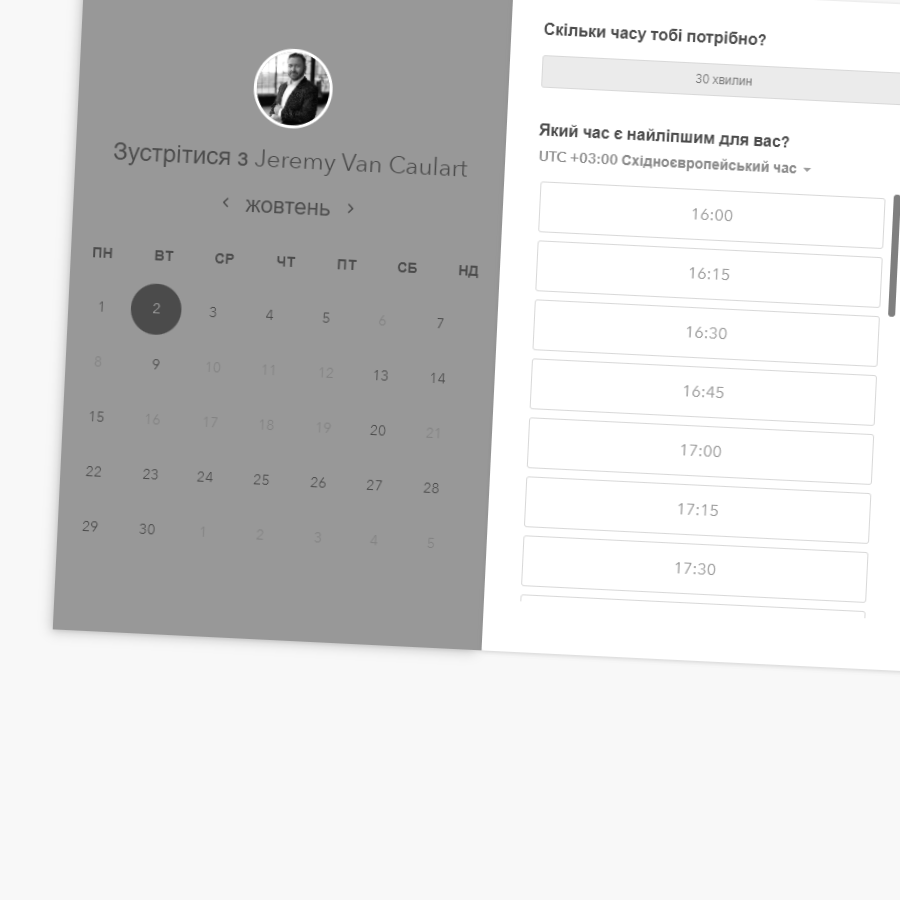 Зустрітися з Jeremy Van Caulart
‹ жовтень ›
ПН ВТ СР ЧТ ПТ СБ НД
1 2 3 4 5 6 7
8 9 10 11 12 13 14
15 16 17 18 19 20 21
22 23 24 25 26 27 28
29 30 1 2 3 4 5
Скільки часу тобі потрібно?
30 хвилин
Який час є найліпшим для вас?
UTC +03:00 Східноєвропейський час
16:00
16:15
16:30
16:45
17:00
17:15
17:30